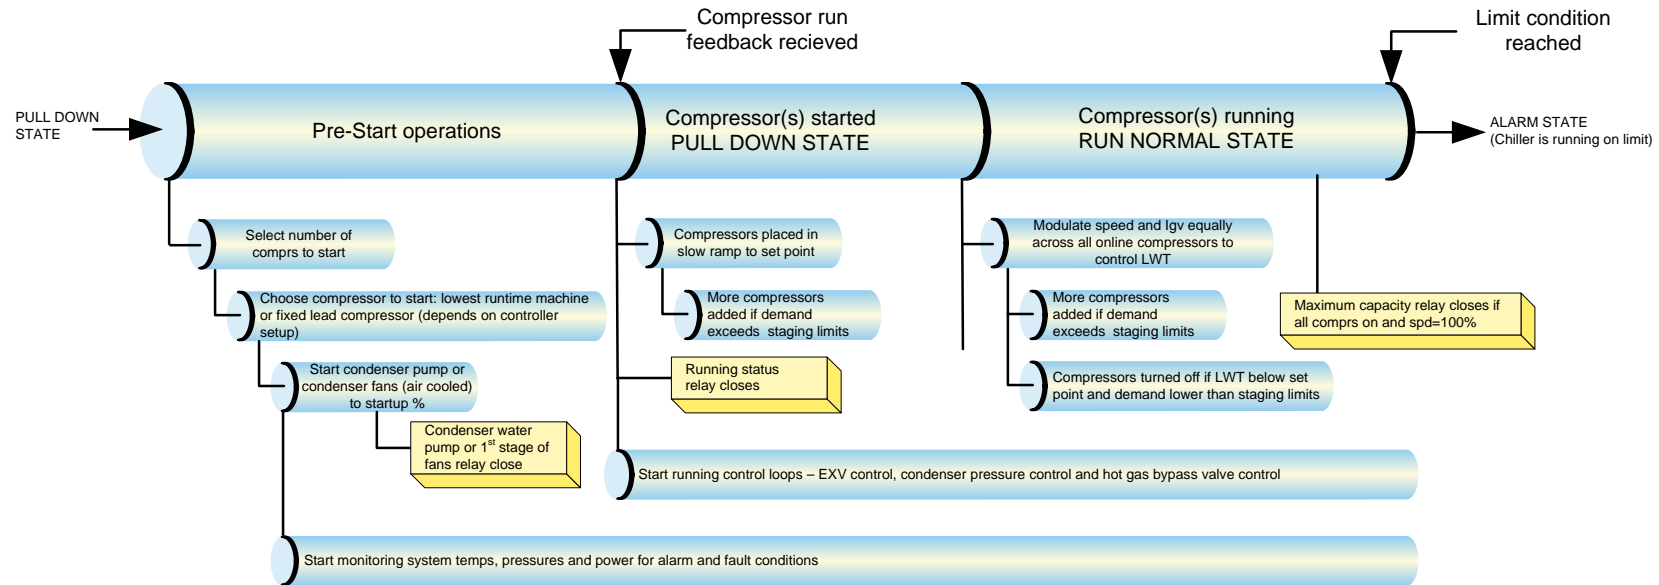 Compressor run
feedback recieved
Limit condition
reached
PULL DOWN
STATE
Pre-Start operations
Compressor(s) started
PULL DOWN STATE
Compressor(s) running
RUN NORMAL STATE
ALARM STATE
(Chiller is running on limit)
Select number of
comprs to start
Choose compressor to start: lowest runtime machine
or fixed lead compressor (depends on controller
setup)
Start condenser pump or
condenser fans (air cooled)
to startup %
Condenser water
pump or 1st stage of
fans relay close
Compressors placed in
slow ramp to set point
More compressors
added if demand
exceeds staging limits
Running status
relay closes
Modulate speed and Igv equally
across all online compressors to
control LWT
More compressors
added if demand
exceeds staging limits
Compressors turned off if LWT below set
point and demand lower than staging limits
Maximum capacity relay closes if
all comprs on and spd=100%
Start running control loops – EXV control, condenser pressure control and hot gas bypass valve control
Start monitoring system temps, pressures and power for alarm and fault conditions